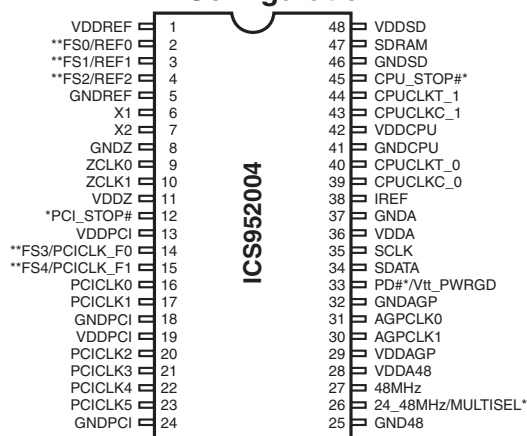 VDDREF 1 48 VDDSD
**FS0/REF0 2 47 SDRAM
**FS1/REF1 3 46 GNDSD
**FS2/REF2 4 45 CPU_STOP#*
GNDREF 5 44 CPUCLKT_1
X1 6 43 CPUCLKC_1
X2 7 42 VDDCPU
GNDZ 8 41 GNDCPU
ZCLK0 9 40 CPUCLKT_0
ZCLK1 10 39 CPUCLKC_0
VDDZ 11 38 IREF
*PCI_STOP# 12 37 GNDA
VDDPCI 13 36 VDDA
**FS3/PCICLK_F0 14 35 SCLK
**FS4/PCICLK_F1 15 34 SDATA
PCICLK0 16 33 PD#*/Vtt_PWRGD
PCICLK1 17 32 GNDAGP
GNDPCI 18 31 AGPCLK0
VDDPCI 19 30 AGPCLK1
PCICLK2 20 29 VDDAGP
PCICLK3 21 28 VDDA48
PCICLK4 22 27 48MHz
PCICLK5 23 26 24_48MHz/MULTISEL*
GNDPCI 24 25 GND48
ICS952004